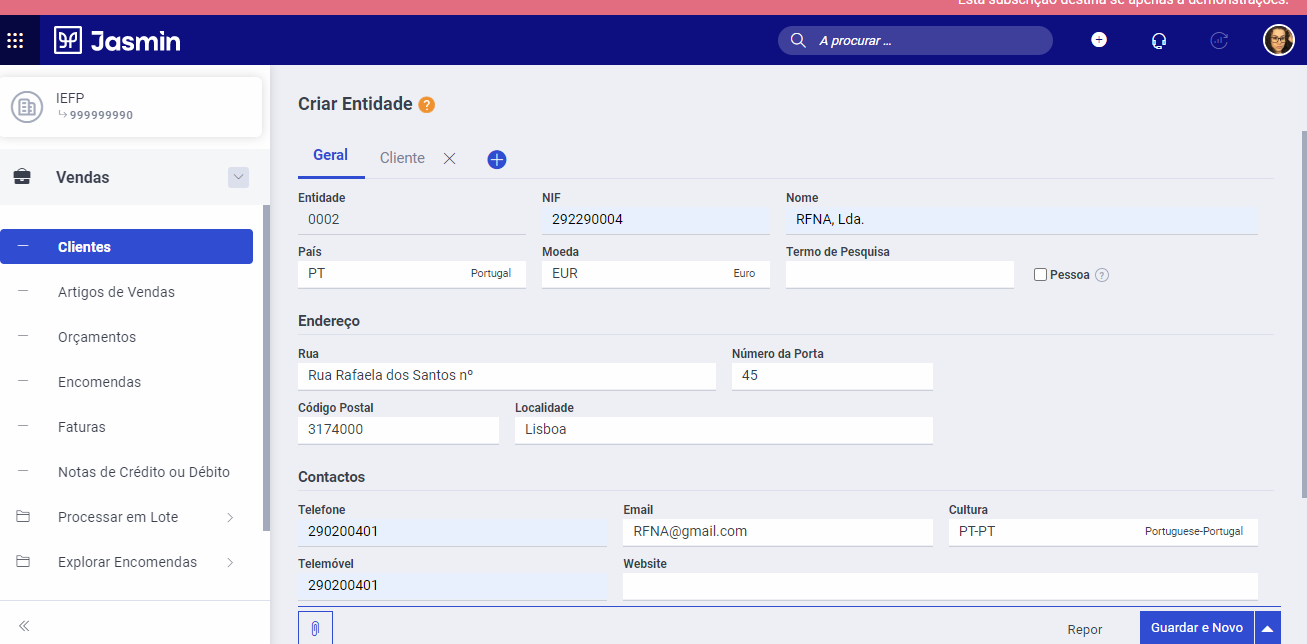 Esta subscrição destina se apenas a demonstrações.
Jasmin
A procurar ...
IEFP
999999990
Vendas
Clientes
Artigos de Vendas
Orçamentos
Encomendas
Faturas
Notas de Crédito ou Débito
Processar em Lote
Explorar Encomendas
Criar Entidade ?
Geral
Cliente
Entidade NIF Nome
0002 292290004 RFNA, Lda.
País Moeda Termo de Pesquisa
PT Portugal EUR Euro
Pessoa ?
Endereço
Rua Número da Porta
Rua Rafaela dos Santos nº 45
Código Postal Localidade
3174000 Lisboa
Contactos
Telefone Email Cultura
290200401 RFNA@gmail.com PT-PT Portuguese-Portugal
Telemóvel Website
290200401
Repor Guardar e Novo